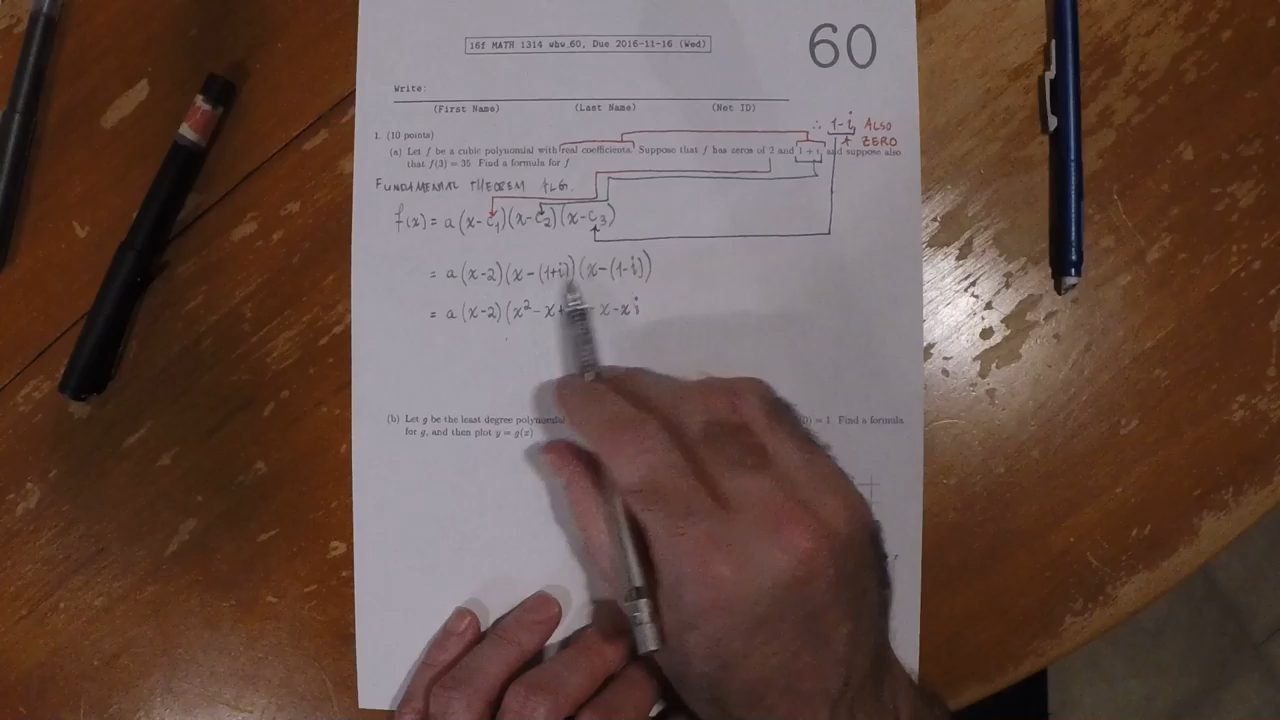 16f MATH 1314 wbw.60, Due 2016-11-16 (Wed)
60
Write:
(First Name) (Last Name) (Net ID)
∴ 1-i, ALSO
ZERO
1. (10 points)
(a) Let f be a cubic polynomial with real coefficients. Suppose that f has zeros of 2 and 1 + i, and suppose also
that f(3) = 35. Find a formula for f
FUNDAMENTAL THEOREM ALG.
f(x) = a(x-c₁)(x-c₂)(x-c₃)
= a(x-2)(x-(1+i))(x-(1-i))
= a(x-2)(x²-x+ - x-xi
(b) Let g be the least degree polynomial = 1. Find a formula
for g, and then plot y = g(x)